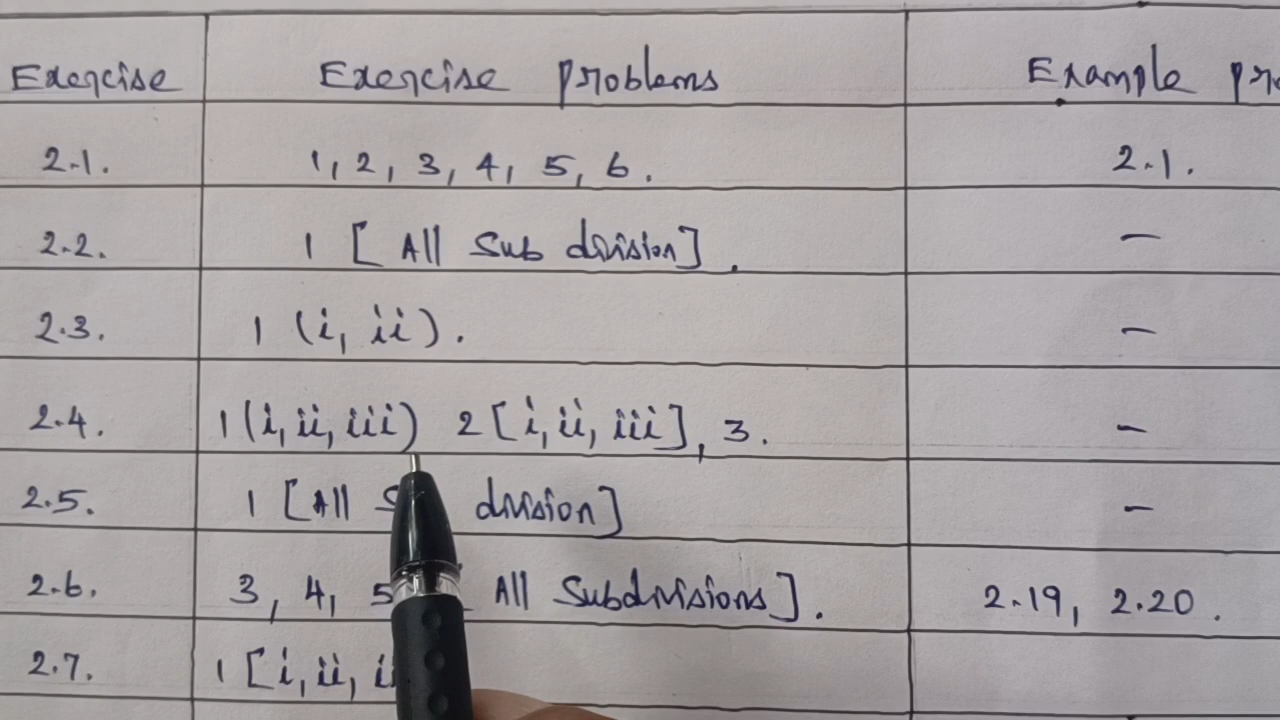 Exercise Exercise problems Example
2.1. 1, 2, 3, 4, 5, 6. 2.1.
2.2. 1 [ All Sub division]. –
2.3. 1 (i, ii). –
2.4. 1(i, ii, iii) 2 [i, ii, iii], 3. –
2.5. 1 [All division] –
2.6. 3, 4, 5 All Subdivisions]. 2.19, 2.20.
2.7. 1 [i, ii,